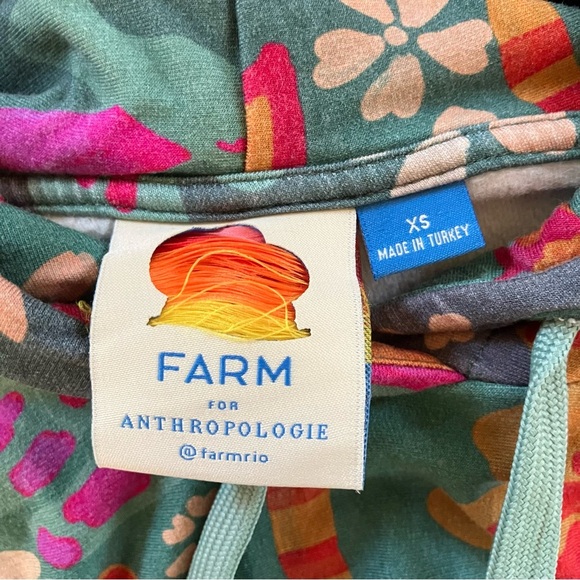 XS
MADE IN TURKEY
FARM
FOR
ANTHROPOLOGIE
@farmrio